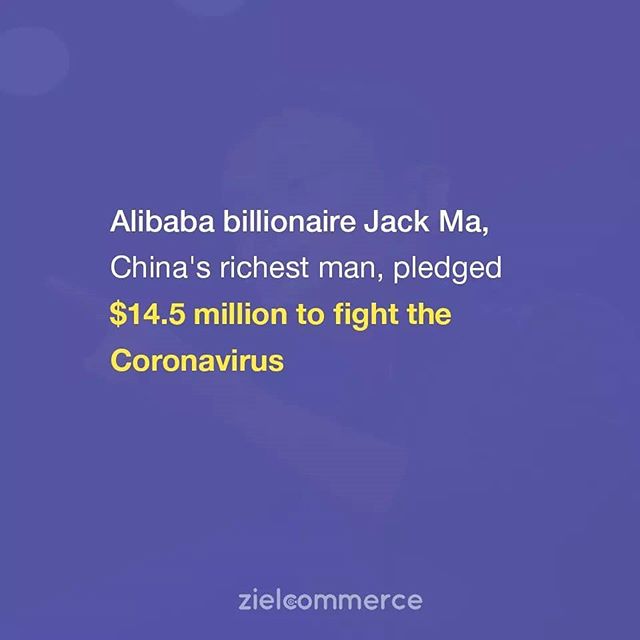 Alibaba billionaire Jack Ma,
China's richest man, pledged
$14.5 million to fight the
Coronavirus
zielcommerce